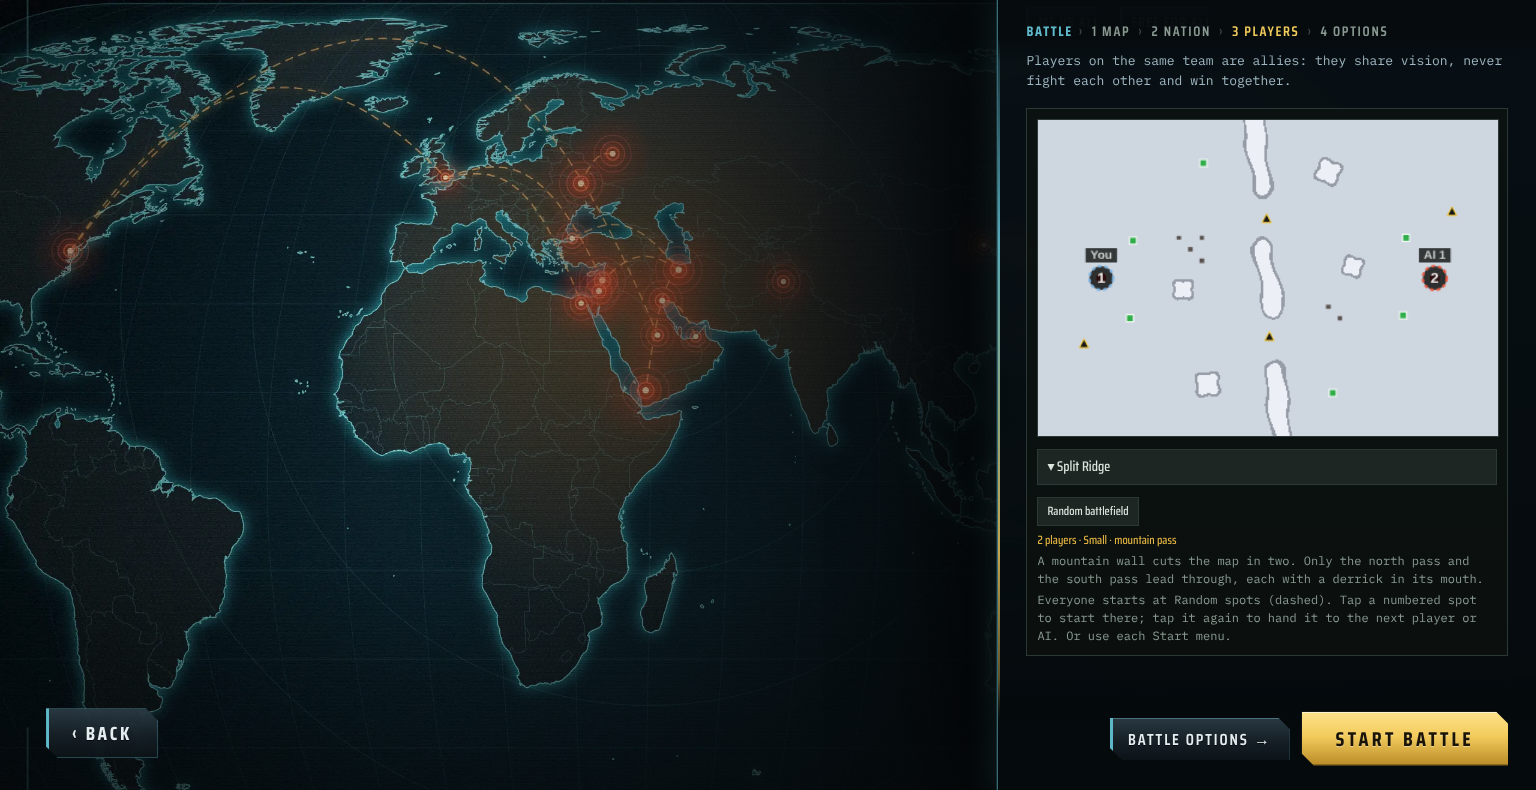 BATTLE › 1 MAP › 2 NATION › 3 PLAYERS › 4 OPTIONS
Players on the same team are allies: they share vision, never
fight each other and win together.
You
AI 1
1
2
▾ Split Ridge
Random battlefield
2 players · Small · mountain pass
A mountain wall cuts the map in two. Only the north pass and
the south pass lead through, each with a derrick in its mouth.
Everyone starts at Random spots (dashed). Tap a numbered spot
to start there; tap it again to hand it to the next player or
AI. Or use each Start menu.
‹ BACK
BATTLE OPTIONS →
START BATTLE